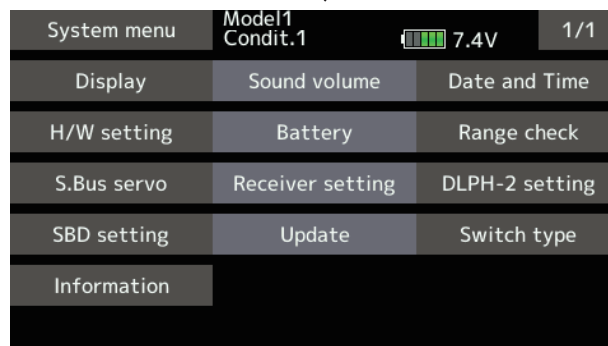 System menu
Model1
Condit.1
7.4V
1/1
Display
Sound volume
Date and Time
H/W setting
Battery
Range check
S.Bus servo
Receiver setting
DLPH-2 setting
SBD setting
Update
Switch type
Information